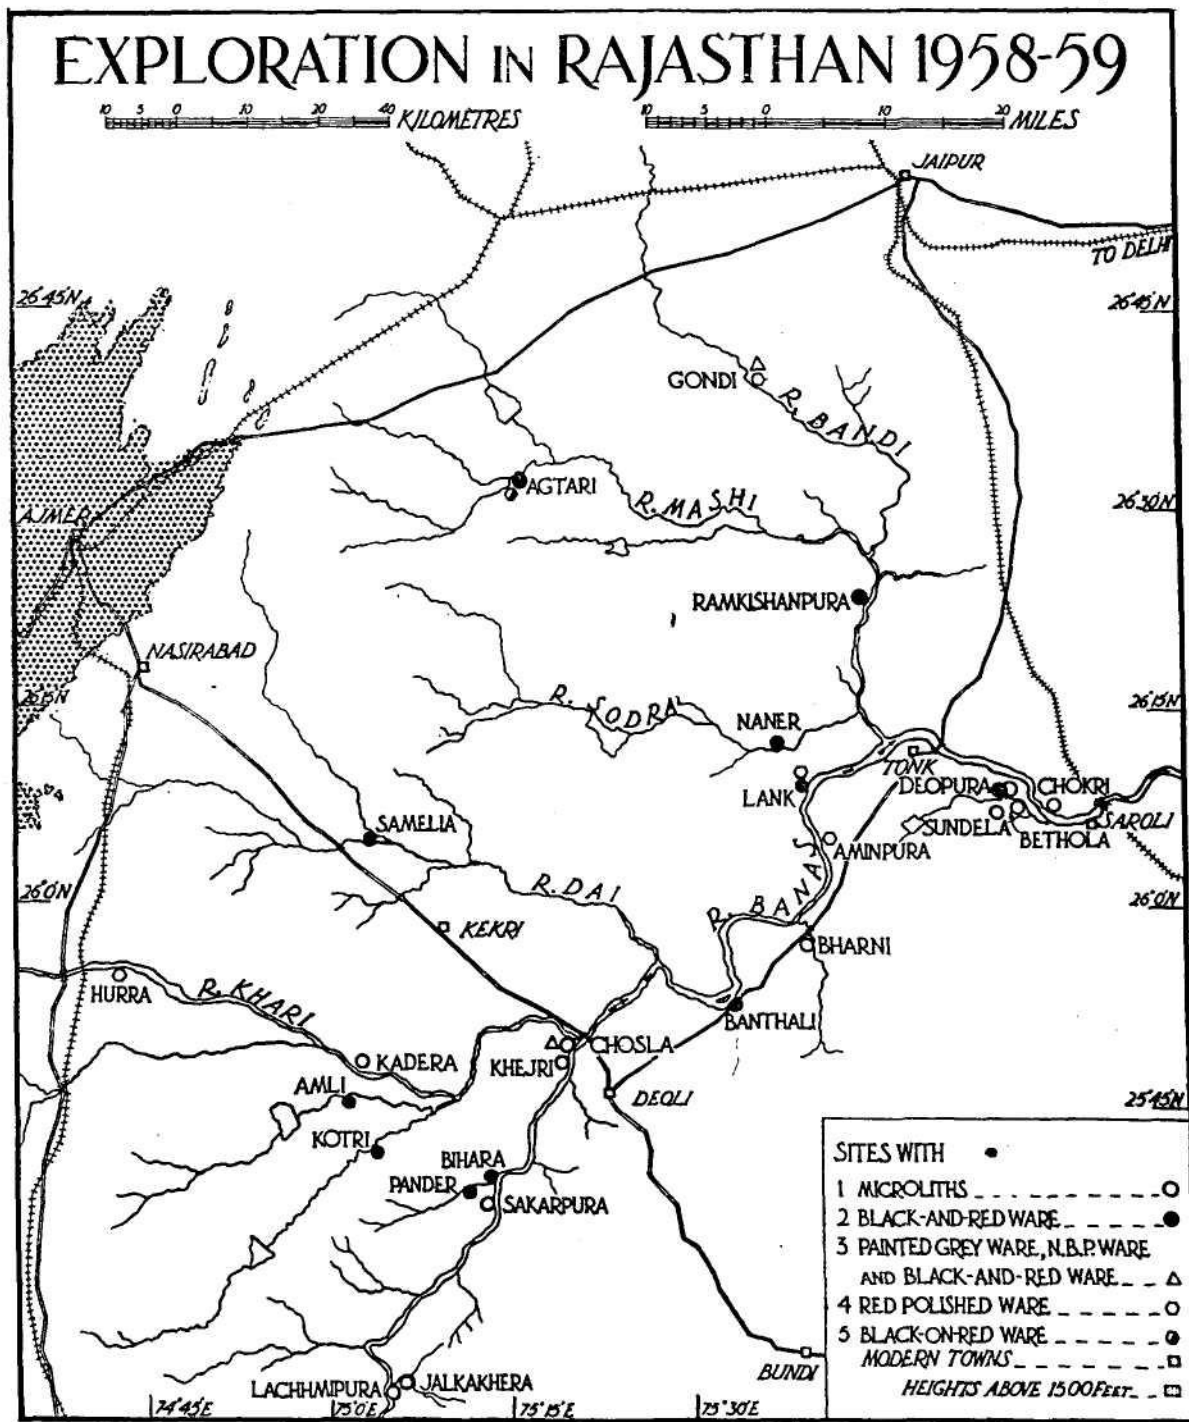 EXPLORATION IN RAJASTHAN 1958-59
10 5 0 10 20 30 40 KILOMETRES
10 5 0 10 20 MILES
JAIPUR
TO DELHI
26°45'N
26°45'N
GONDI
R. BANDI
AGTARI
R. MASHI
26°30'N
AJMER
RAMKISHANPURA
NASIRABAD
26°15'N
R. SODRA
26°15'N
NANER
TONK
LANK
DEOPURA
CHOKRI
SAMELIA
SUNDELA
SAROLI
BETHOLA
AMINPURA
26°0'N
R. DAI
R. BANAS
26°0'N
KEKRI
BHARNI
HURRA
R. KHARI
BANTHALI
CHOSLA
KADERA
KHEJRI
AMLI
DEOLI
25°45'N
KOTRI
BIHARA
PANDER
SAKARPURA
SITES WITH
1 MICROLITHS
2 BLACK-AND-RED WARE
3 PAINTED GREY WARE, N.B.P. WARE
AND BLACK-AND-RED WARE
4 RED POLISHED WARE
5 BLACK-ON-RED WARE
MODERN TOWNS
HEIGHTS ABOVE 1500 FEET
BUNDI
LACHHMIPURA
JALKAKHERA
74°45'E
75°0'E
75°15'E
75°30'E